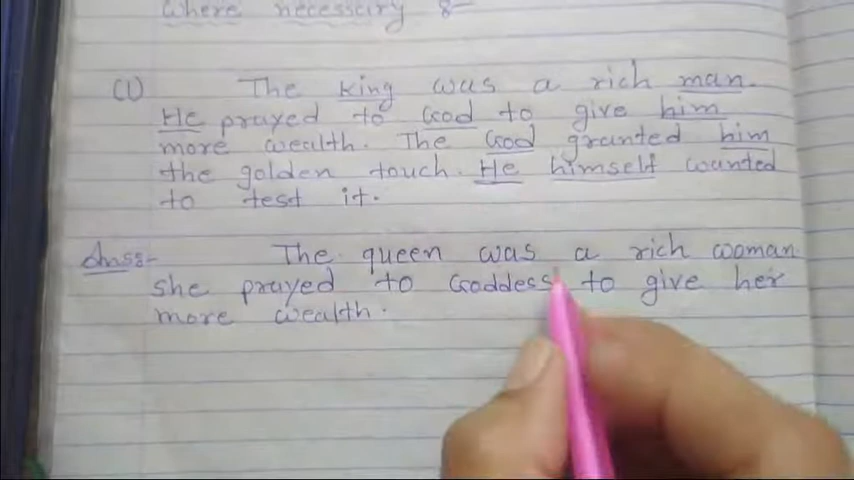 where necessary :-
(1) The king was a rich man.
He prayed to God to give him
more wealth. The God granted him
the golden touch. He himself wanted
to test it.
Ans:- The queen was a rich woman.
she prayed to Goddess to give her
more wealth.